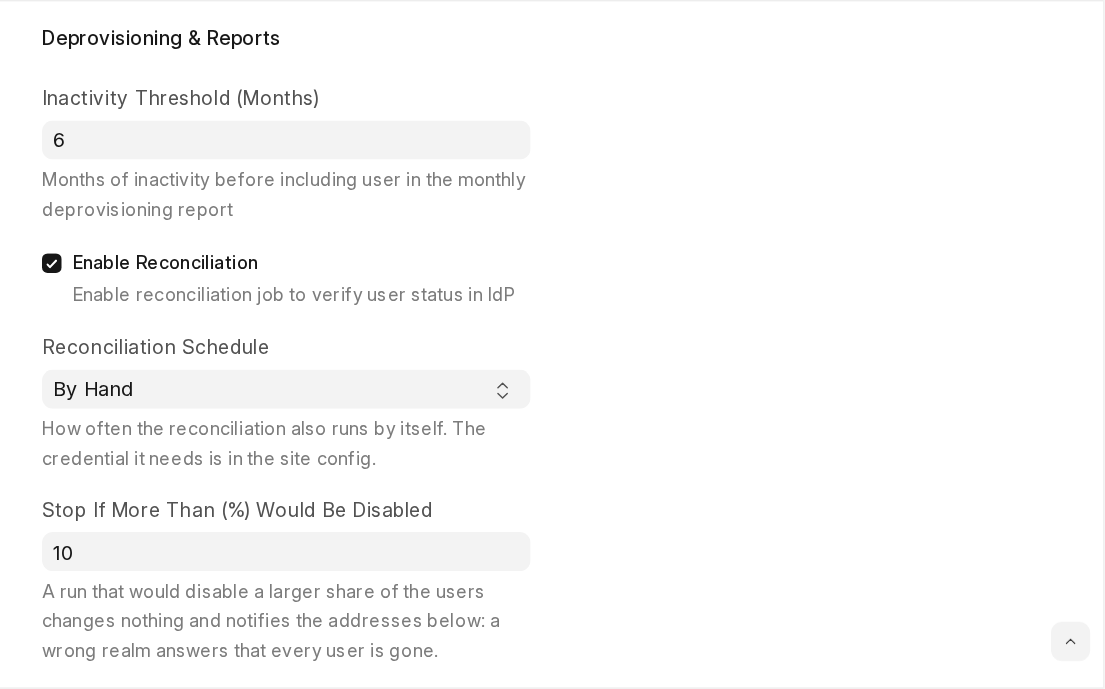 Deprovisioning & Reports
Inactivity Threshold (Months)
6
Months of inactivity before including user in the monthly
deprovisioning report
Enable Reconciliation
Enable reconciliation job to verify user status in IdP
Reconciliation Schedule
By Hand
How often the reconciliation also runs by itself. The
credential it needs is in the site config.
Stop If More Than (%) Would Be Disabled
10
A run that would disable a larger share of the users
changes nothing and notifies the addresses below: a
wrong realm answers that every user is gone.